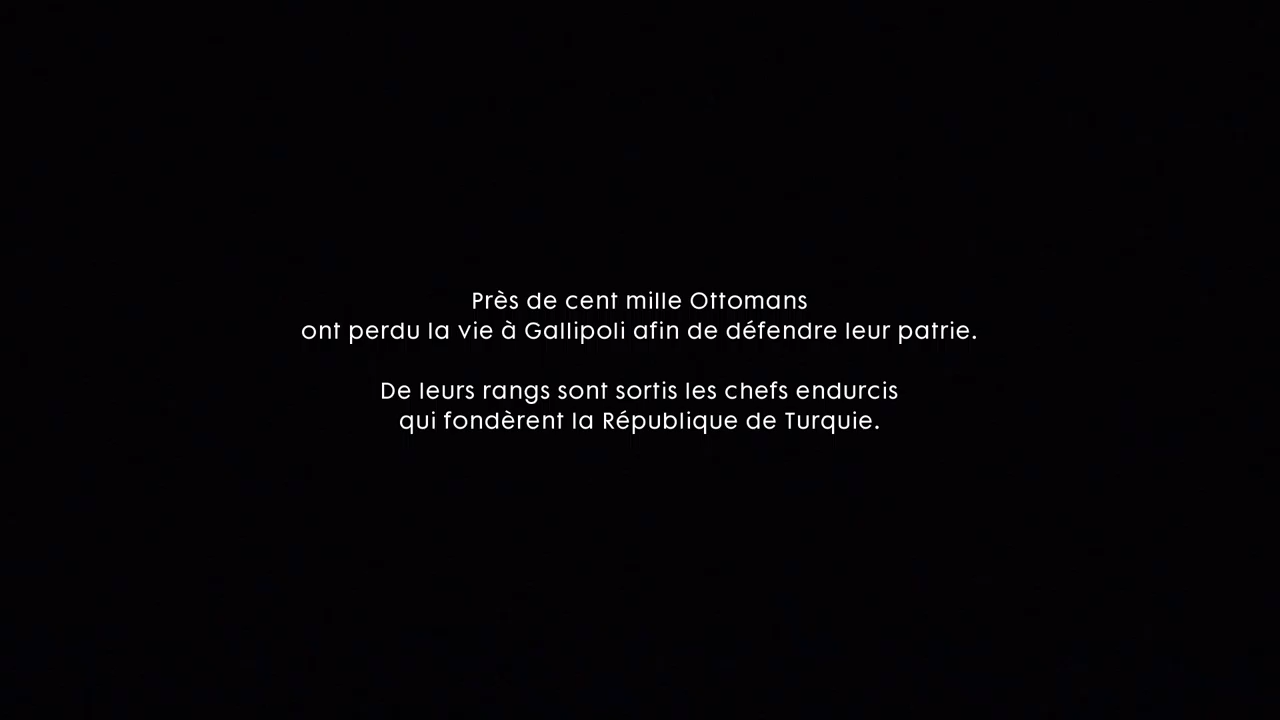 Près de cent mille Ottomans
ont perdu la vie à Gallipoli afin de défendre leur patrie.
De leurs rangs sont sortis les chefs endurcis
qui fondèrent la République de Turquie.